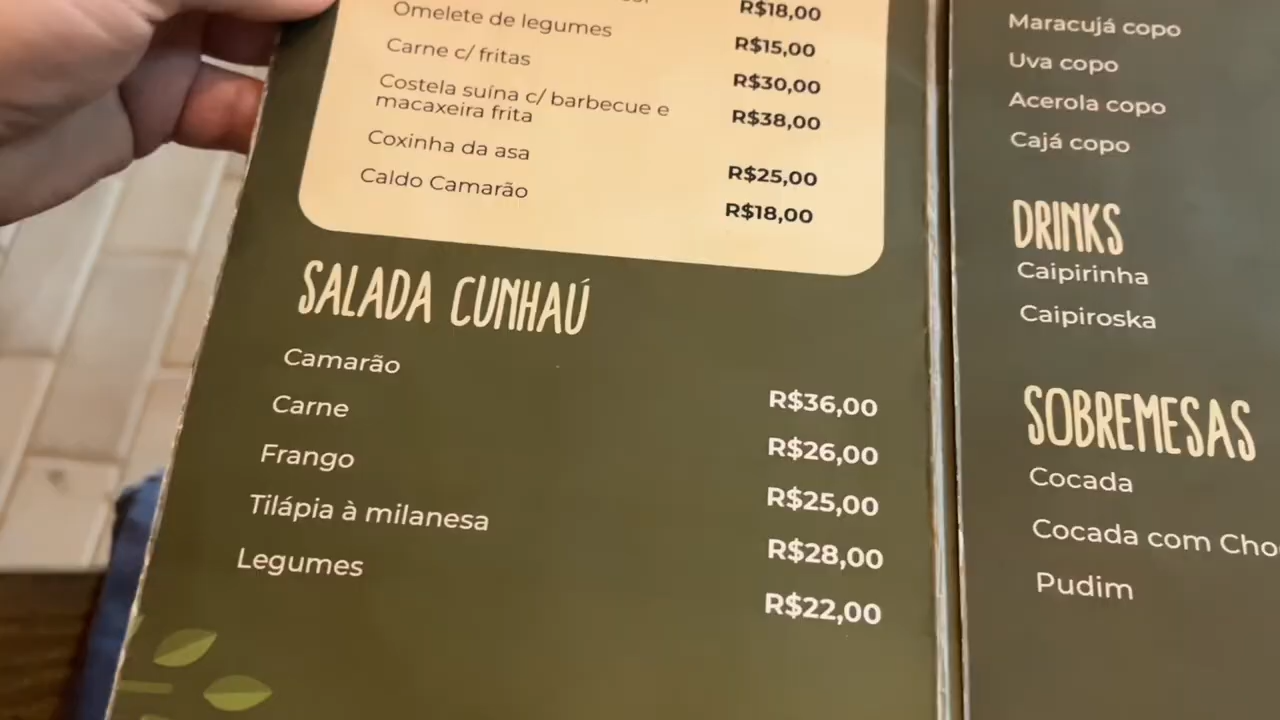 R$18,00
Omelete de legumes R$15,00
Carne c/ fritas R$30,00
Costela suína c/ barbecue e
macaxeira frita R$38,00
Coxinha da asa R$25,00
Caldo Camarão R$18,00
SALADA CUNHAÚ
Camarão R$36,00
Carne R$26,00
Frango R$25,00
Tilápia à milanesa R$28,00
Legumes R$22,00
Maracujá copo
Uva copo
Acerola copo
Cajá copo
DRINKS
Caipirinha
Caipiroska
SOBREMESAS
Cocada
Cocada com Cho
Pudim